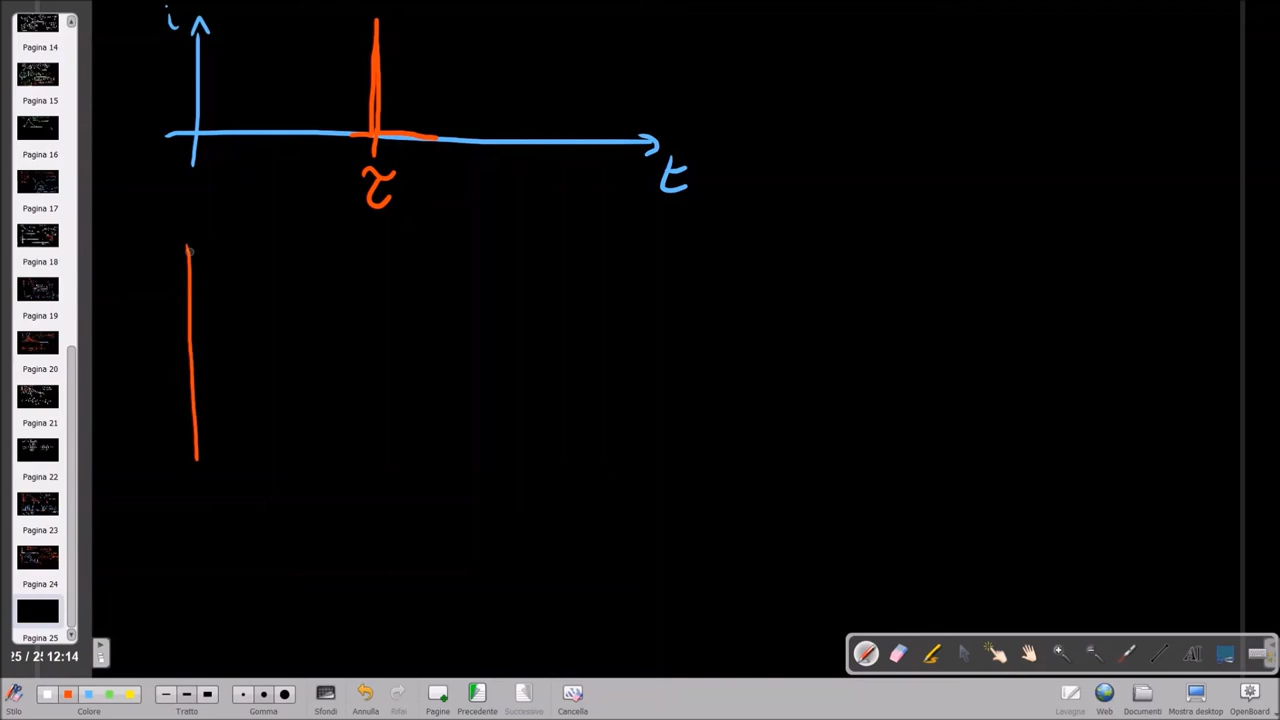 i
τ
t
Pagina 14
Pagina 15
Pagina 16
Pagina 17
Pagina 18
Pagina 19
Pagina 20
Pagina 21
Pagina 22
Pagina 23
Pagina 24
Pagina 25
12:14
Stilo
Colore
Tratto
Gomma
Sfondi
Annulla
Rifai
Pagine
Precedente
Successivo
Cancella
Lavagna
Web
Documenti
Mostra desktop
OpenBoard